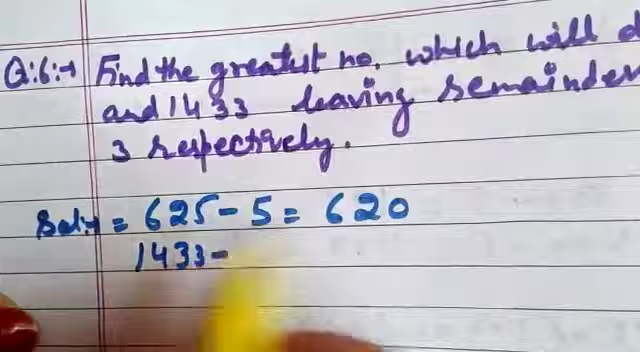 Q:6:→ Find the greatest no. which will d
and 1433 leaving remainder
3 respectively.
Sol:→ = 625 - 5 = 620
1433 -